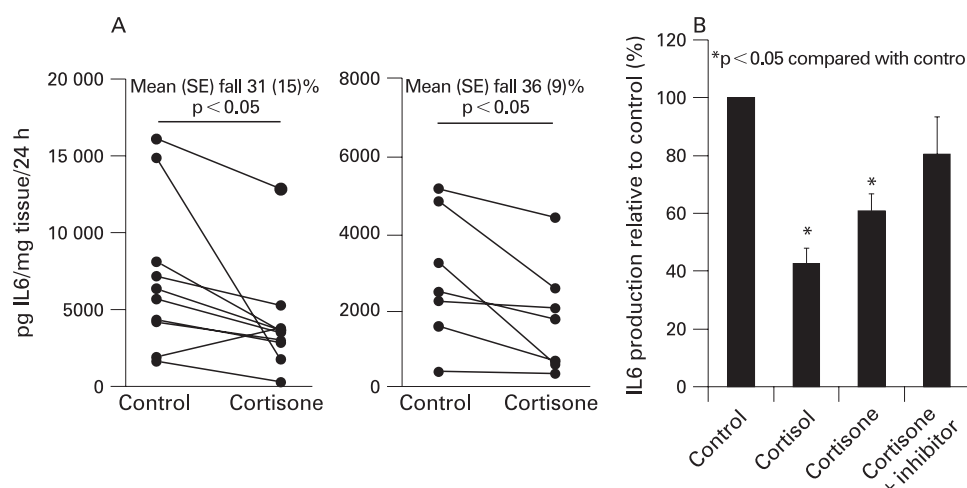 A
pg IL6/mg tissue/24 h
20 000
15 000
10 000
5000
0
Mean (SE) fall 31 (15)%
p < 0.05
Control
Cortisone
8000
6000
4000
2000
0
Mean (SE) fall 36 (9)%
p < 0.05
Control
Cortisone
B
IL6 production relative to control (%)
120
100
80
60
40
20
0
*p < 0.05 compared with contro
*
*
Control
Cortisol
Cortisone
Cortisone
+ inhibitor